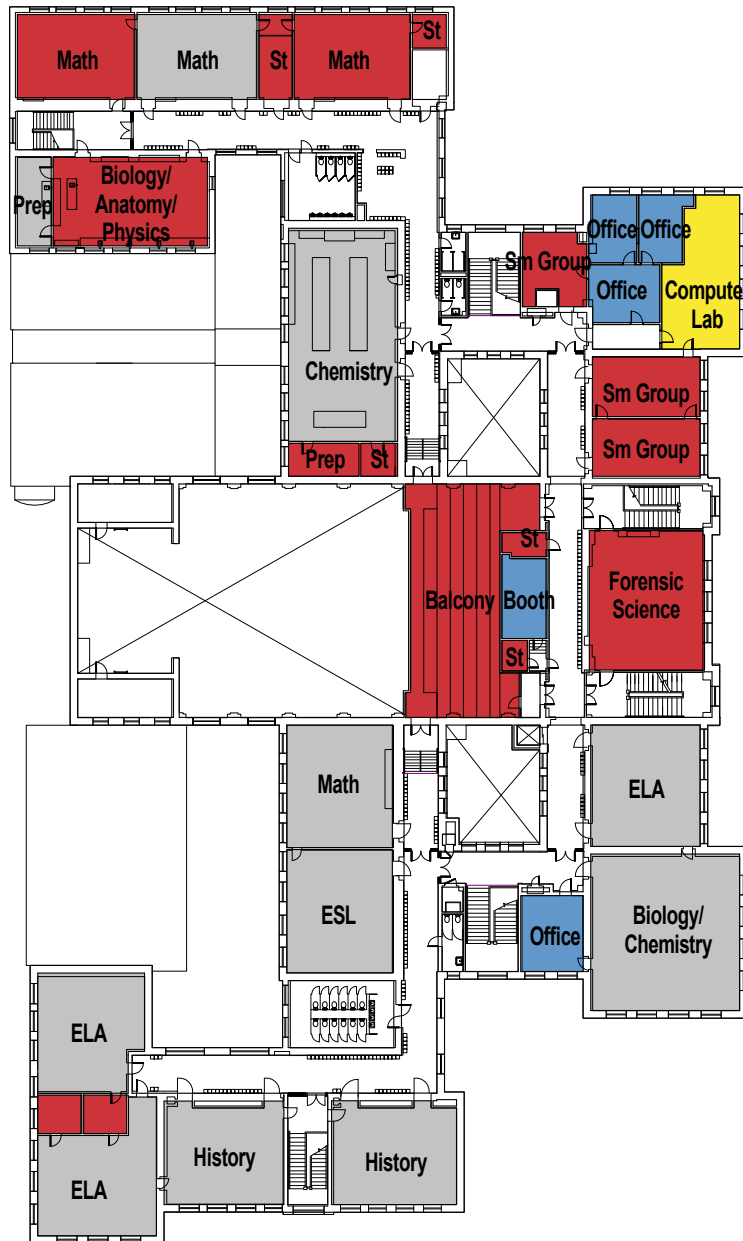 Math
Math
St
Math
St
Prep
Biology/
Anatomy/
Physics
Sm Group
Office
Office
Office
Compute
Lab
Chemistry
Prep
St
Sm Group
Sm Group
St
Balcony
Booth
St
Forensic
Science
Math
ELA
ESL
Office
Biology/
Chemistry
ELA
ELA
History
History